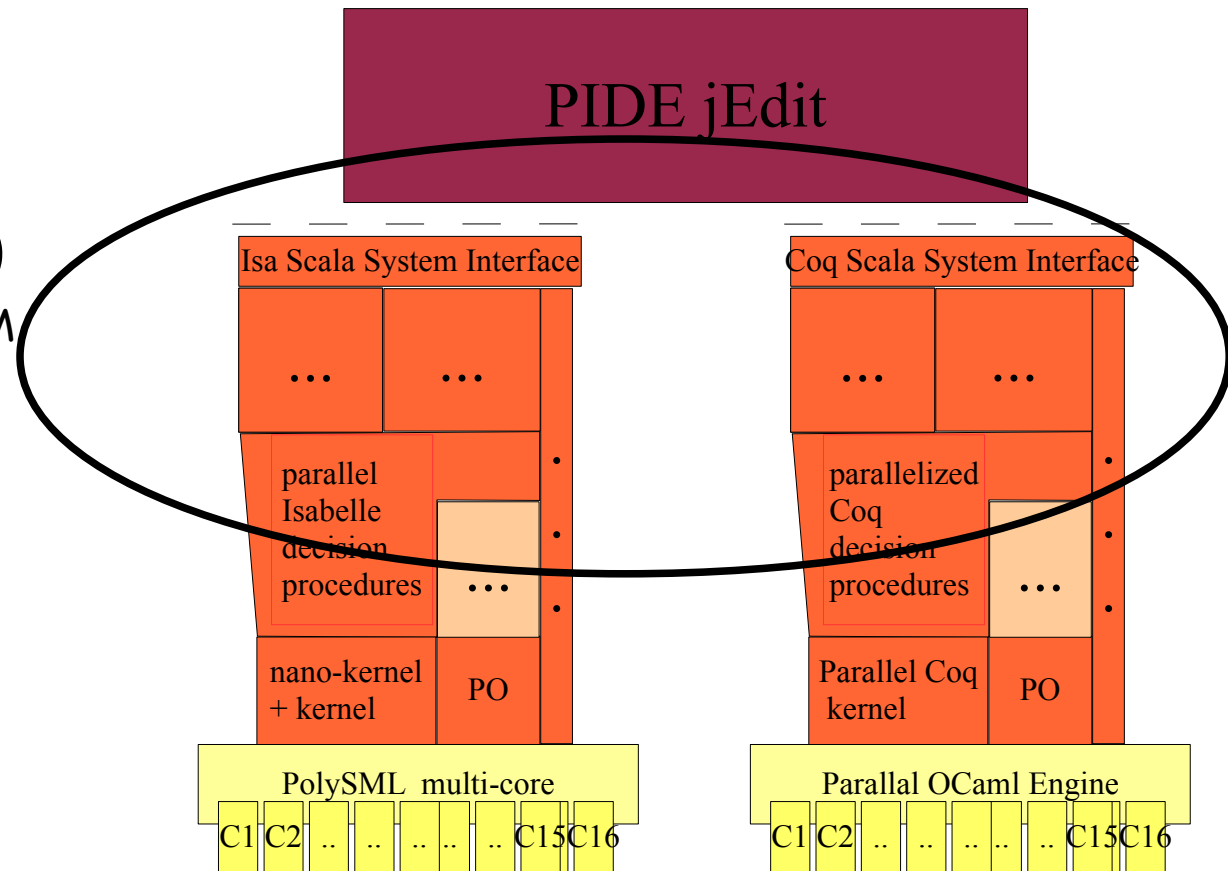 PIDE jEdit
Isa Scala System Interface
... ...
parallel
Isabelle
decision
procedures
...
nano-kernel
+ kernel
PO
PolySML multi-core
C1 C2 .. .. .. .. .. C15 C16
Coq Scala System Interface
... ...
parallelized
Coq
decision
procedures
...
Parallel Coq
kernel
PO
Parallal OCaml Engine
C1 C2 .. .. .. .. .. C15 C16